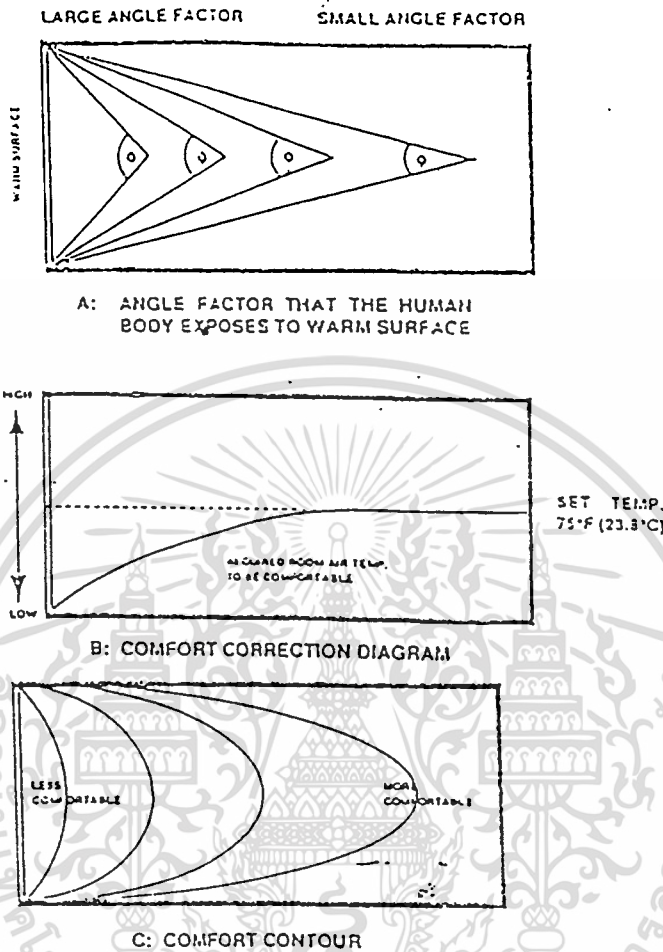 LARGE ANGLE FACTOR SMALL ANGLE FACTOR
WARM SURFACE
A: ANGLE FACTOR THAT THE HUMAN
BODY EXPOSES TO WARM SURFACE
HIGH
SET TEMP.
75°F (23.3°C)
REQUIRED ROOM AIR TEMP.
TO BE COMFORTABLE
LOW
B: COMFORT CORRECTION DIAGRAM
LESS
COMFORTABLE
MORE
COMFORTABLE
C: COMFORT CONTOUR